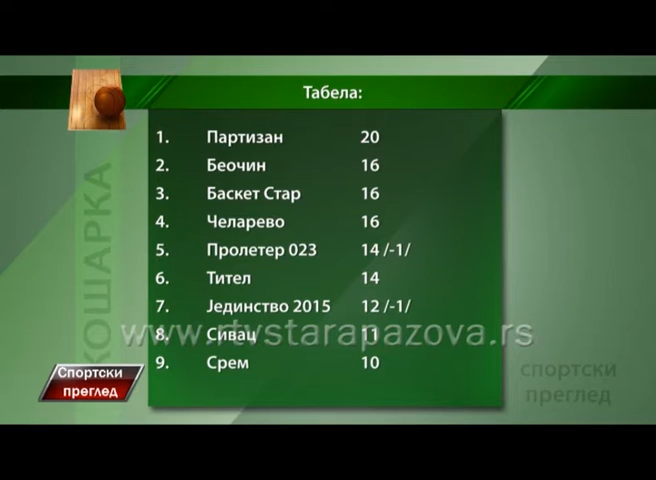 Табела:
1. Партизан 20
2. Беочин 16
3. Баскет Стар 16
4. Челарево 16
5. Пролетер 023 14 /-1/
6. Тител 14
7. Јединство 2015 12 /-1/
8. Сивац 11
9. Срем 10
www.rtvstarapazova.rs
КОШАРКА
Спортски
преглед
спортски
преглед